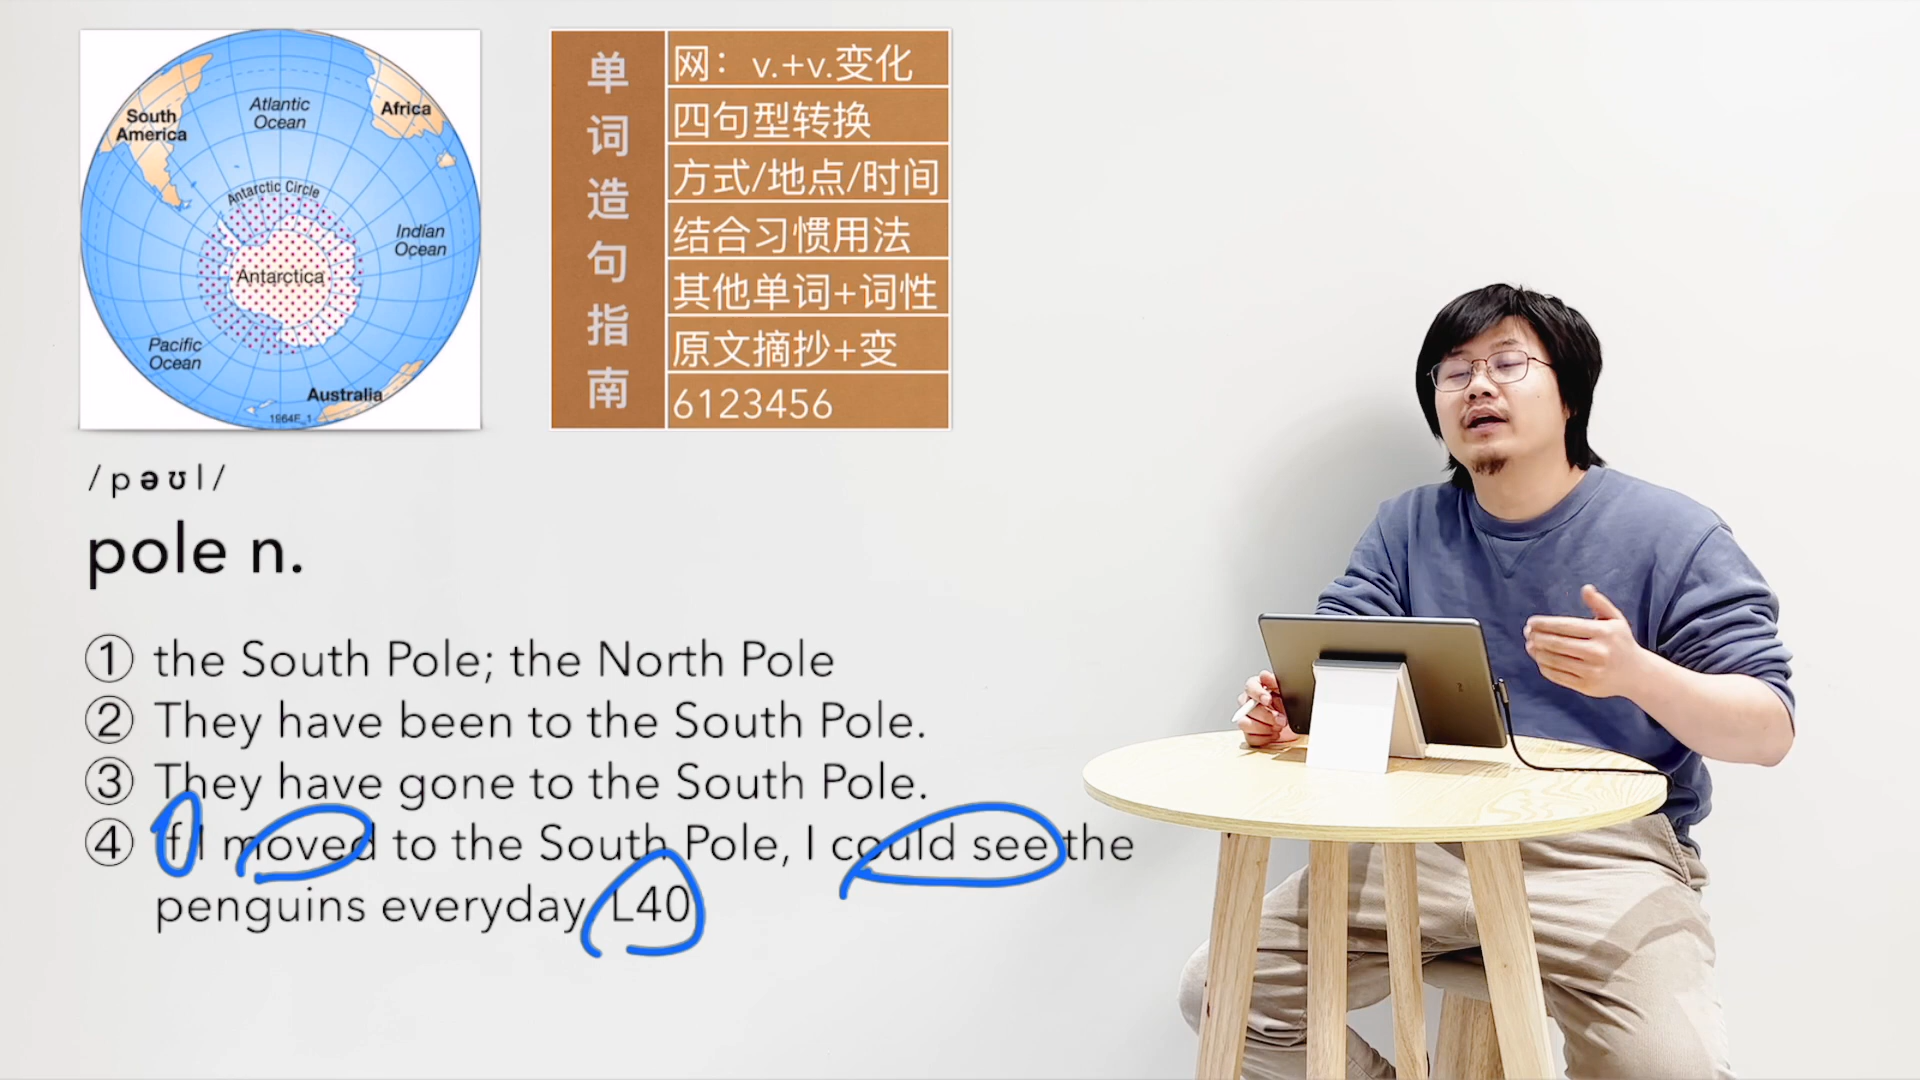 South
America
Atlantic
Ocean
Africa
Antarctic Circle
Indian
Ocean
Antarctica
Pacific
Ocean
Australia
1964E_1
单词造句指南
网：v.+v.变化
四句型转换
方式/地点/时间
结合习惯用法
其他单词+词性
原文摘抄+变
6123456
/pəʊl/
pole n.
① the South Pole; the North Pole
② They have been to the South Pole.
③ They have gone to the South Pole.
④ If I moved to the South Pole, I could see the
penguins everyday L40